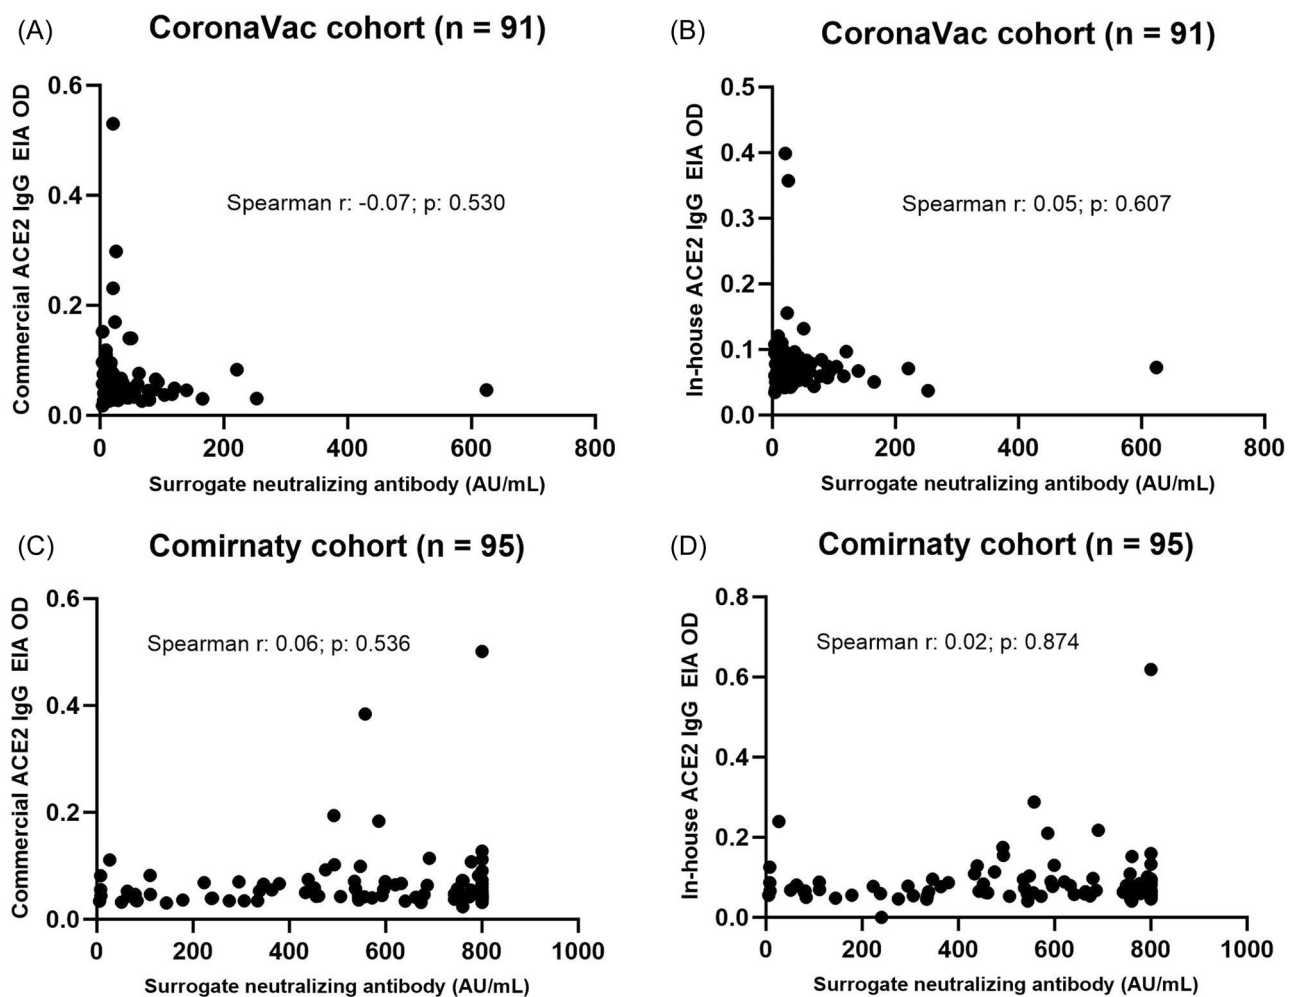 (A)
CoronaVac cohort (n = 91)
Commercial ACE2 IgG EIA OD
0.6
0.4
0.2
0.0
Spearman r: -0.07; p: 0.530
0 200 400 600 800
Surrogate neutralizing antibody (AU/mL)
(B)
CoronaVac cohort (n = 91)
In-house ACE2 IgG EIA OD
0.5
0.4
0.3
0.2
0.1
0.0
Spearman r: 0.05; p: 0.607
0 200 400 600 800
Surrogate neutralizing antibody (AU/mL)
(C)
Comirnaty cohort (n = 95)
Commercial ACE2 IgG EIA OD
0.6
0.4
0.2
0.0
Spearman r: 0.06; p: 0.536
0 200 400 600 800 1000
Surrogate neutralizing antibody (AU/mL)
(D)
Comirnaty cohort (n = 95)
In-house ACE2 IgG EIA OD
0.8
0.6
0.4
0.2
0.0
Spearman r: 0.02; p: 0.874
0 200 400 600 800 1000
Surrogate neutralizing antibody (AU/mL)